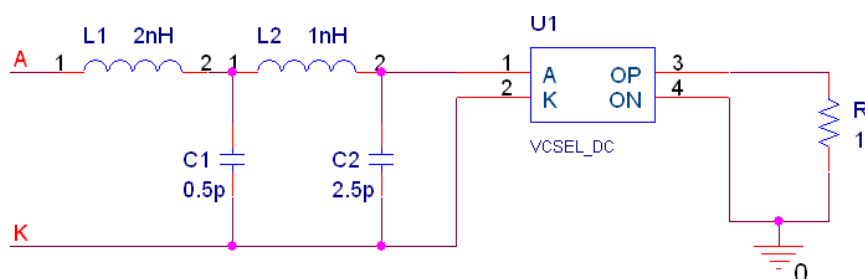 U1
L1 2nH
L2 1nH
A
1
2
1
2
1
A
OP
3
2
K
ON
4
R
1
C1
0.5p
C2
2.5p
VCSEL_DC
K
0